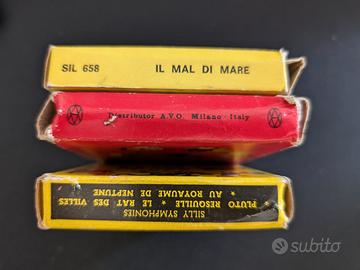 SIL 658 IL MAL DI MARE
Distributor A.V.O. Milano Italy
SILLY SYMPHONIES
PLUTO RESQUILLE ★ LE RAT DES VILLES
★ AU ROYAUME DE NEPTUNE
subito